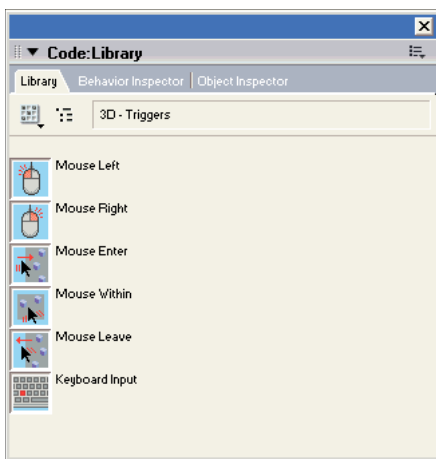 Code:Library
Library Behavior Inspector Object Inspector
3D - Triggers
Mouse Left
Mouse Right
Mouse Enter
Mouse Within
Mouse Leave
Keyboard Input